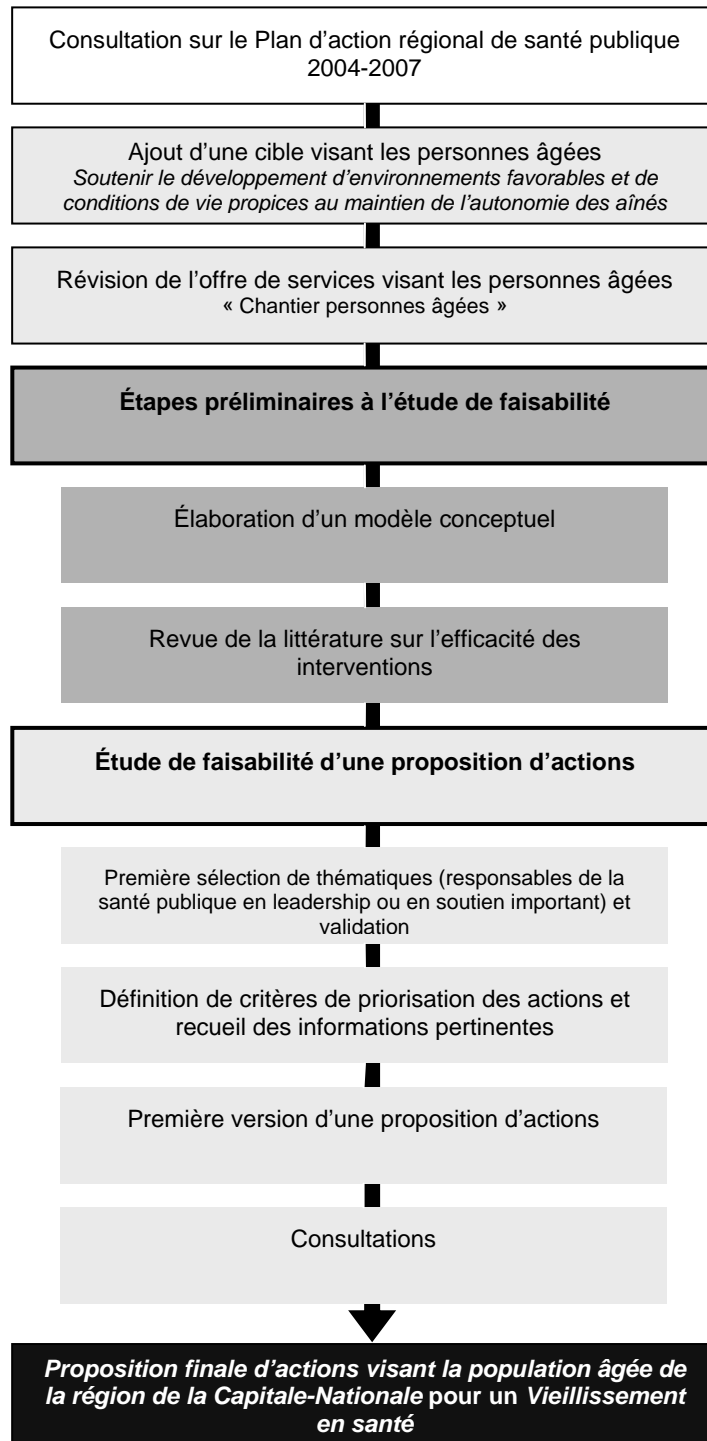 Consultation sur le Plan d’action régional de santé publique
2004-2007
Ajout d’une cible visant les personnes âgées
Soutenir le développement d’environnements favorables et de
conditions de vie propices au maintien de l’autonomie des aînés
Révision de l’offre de services visant les personnes âgées
« Chantier personnes âgées »
Étapes préliminaires à l’étude de faisabilité
Élaboration d’un modèle conceptuel
Revue de la littérature sur l’efficacité des
interventions
Étude de faisabilité d’une proposition d’actions
Première sélection de thématiques (responsables de la
santé publique en leadership ou en soutien important) et
validation
Définition de critères de priorisation des actions et
recueil des informations pertinentes
Première version d’une proposition d’actions
Consultations
Proposition finale d’actions visant la population âgée de
la région de la Capitale-Nationale pour un Vieillissement
en santé